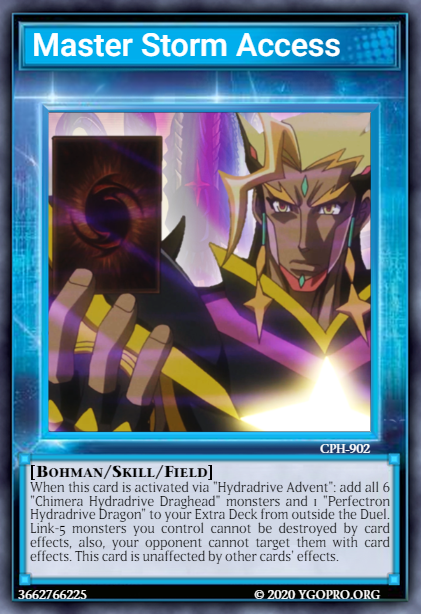 Master Storm Access
CPH-902
[Bohman/Skill/Field]
When this card is activated via "Hydradrive Advent": add all 6
"Chimera Hydradrive Draghead" monsters and 1 "Perfectron
Hydradrive Dragon" to your Extra Deck from outside the Duel.
Link-5 monsters you control cannot be destroyed by card
effects, also, your opponent cannot target them with card
effects. This card is unaffected by other cards' effects.
3662766225
© 2020 YGOPRO.ORG